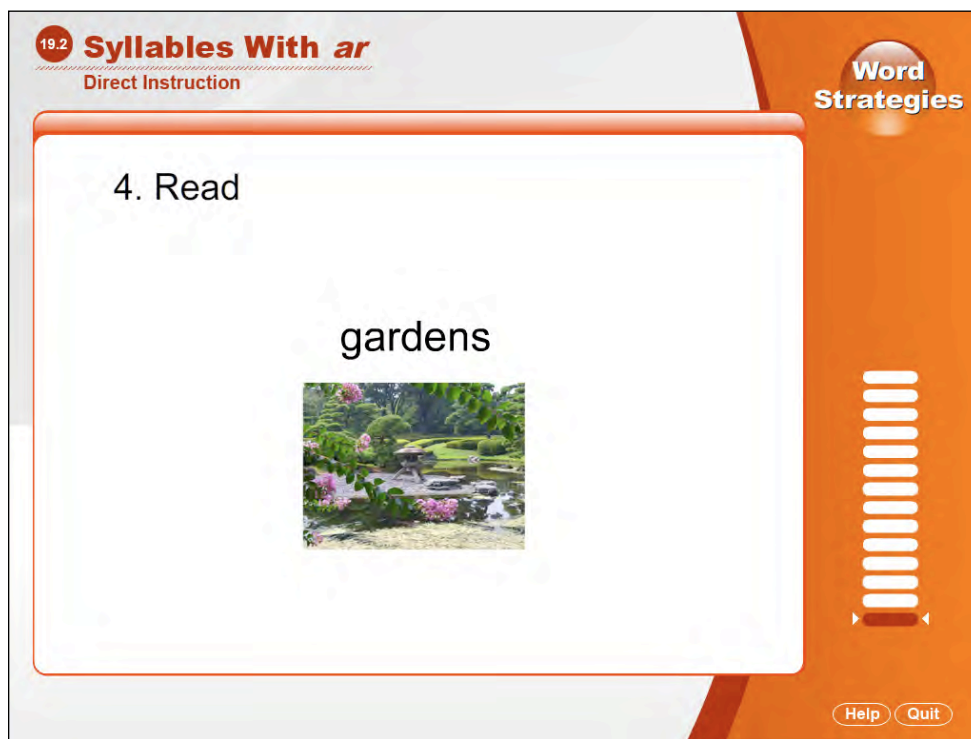 19.2 Syllables With ar
Direct Instruction
Word
Strategies
4. Read
gardens
Help Quit